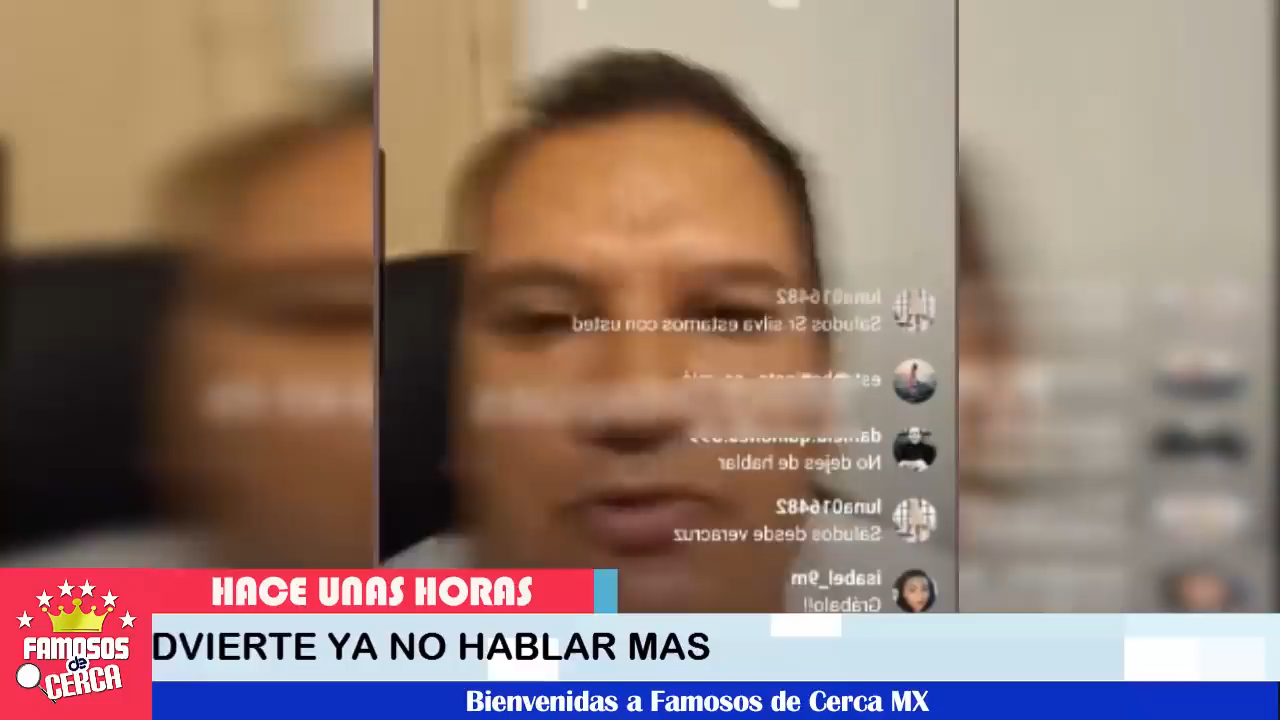 luna016482
Saludos Sr silva estamos con usted
No dejes de hablar
luna016482
Saludos desde veracruz
isabel_9m
Grábalo!!
HACE UNAS HORAS
DVIERTE YA NO HABLAR MAS
FAMOSOS
de
CERCA
Bienvenidas a Famosos de Cerca MX